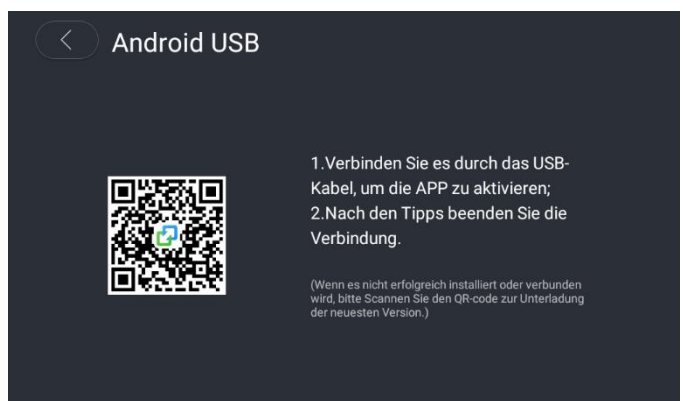 Android USB
1.Verbinden Sie es durch das USB-
Kabel, um die APP zu aktivieren;
2.Nach den Tipps beenden Sie die
Verbindung.
(Wenn es nicht erfolgreich installiert oder verbunden
wird, bitte Scannen Sie den QR-code zur Unterladung
der neuesten Version.)